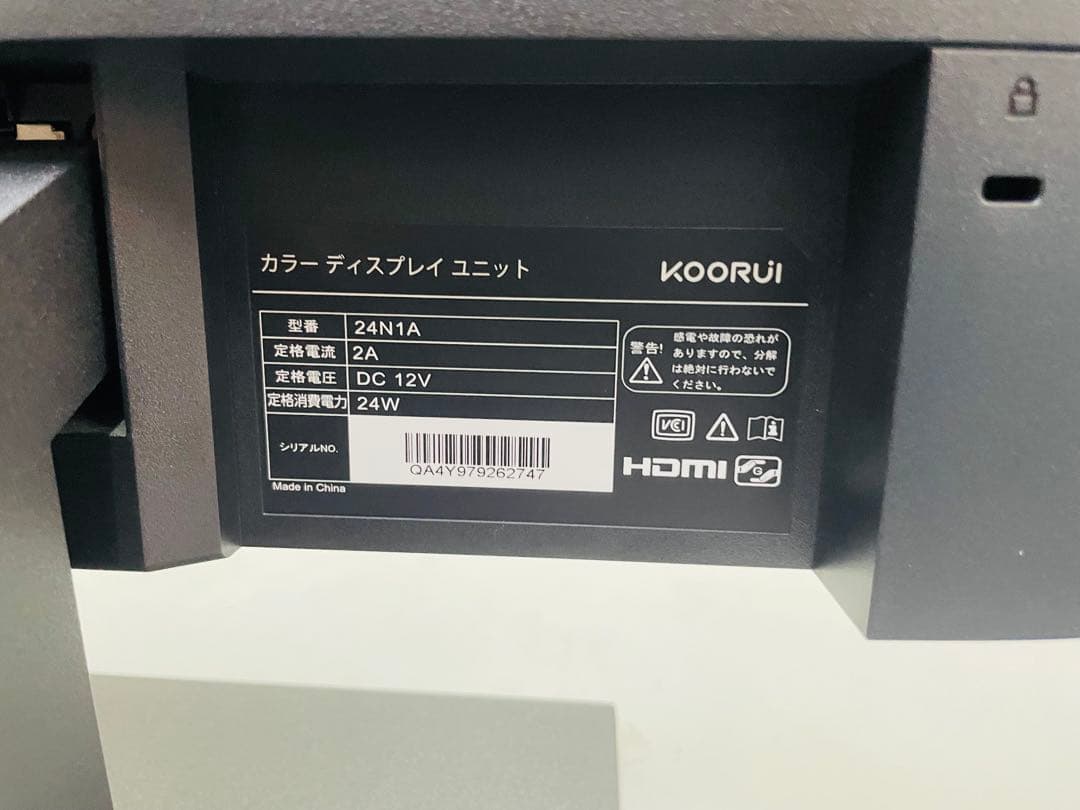 カラー ディスプレイ ユニット
KOORUI
型番 24N1A
定格電流 2A
定格電圧 DC 12V
定格消費電力 24W
シリアルNO.
QA4Y979262747
Made in China
警告!
感電や故障の恐れが
ありますので、分解
は絶対に行わないで
ください。
VCI
HDMI
G